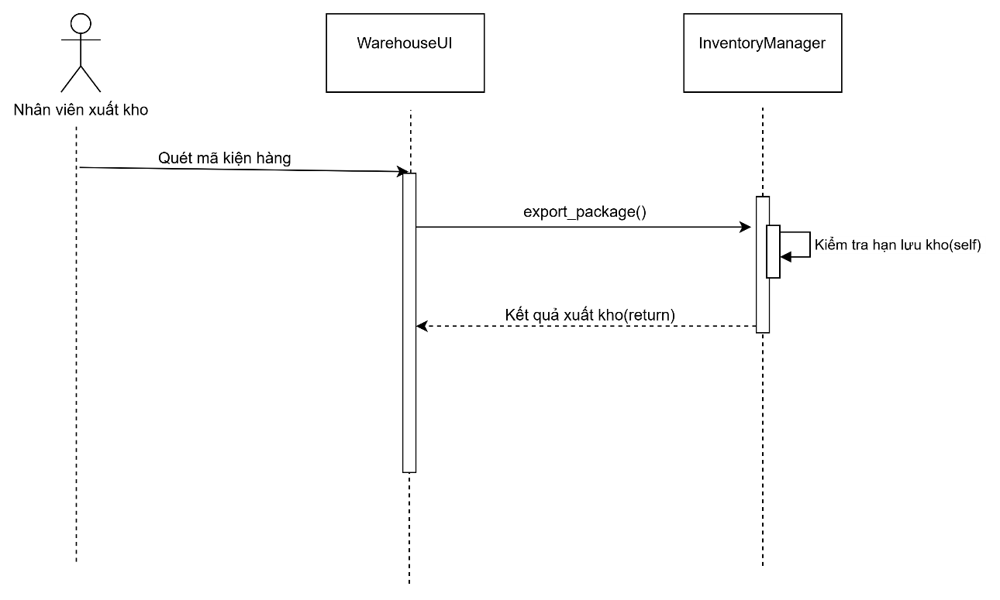 WarehouseUI
InventoryManager
Nhân viên xuất kho
Quét mã kiện hàng
export_package()
Kiểm tra hạn lưu kho(self)
Kết quả xuất kho(return)